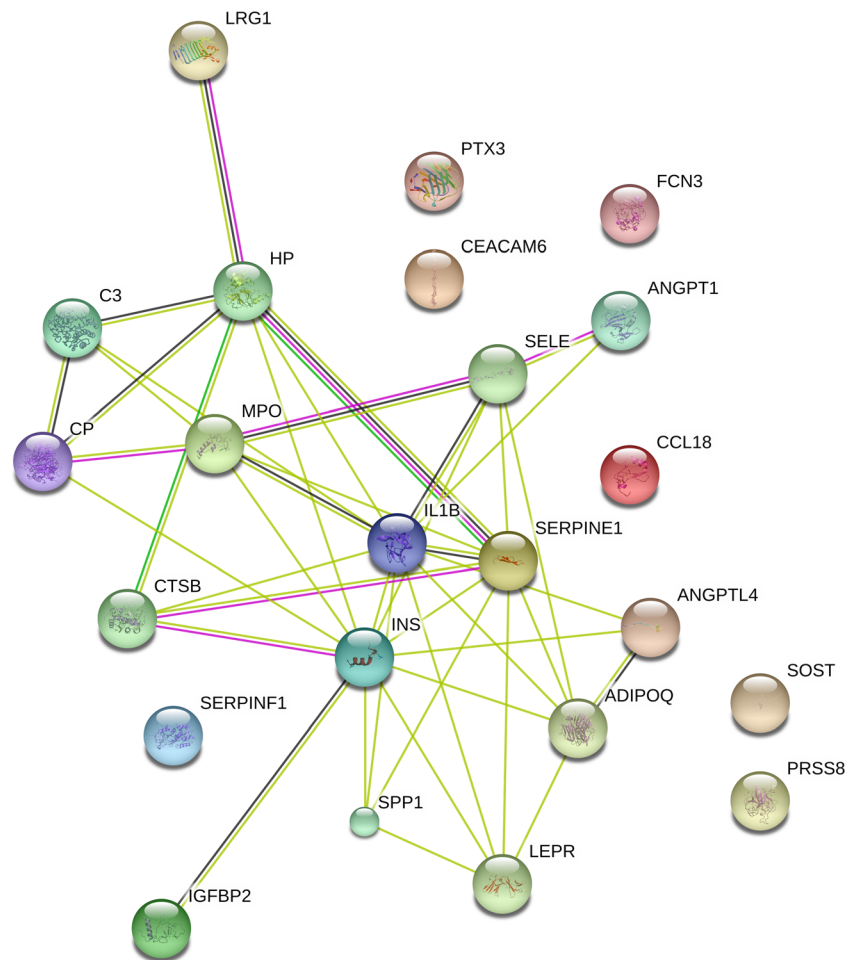 LRG1
PTX3
FCN3
CEACAM6
HP
ANGPT1
C3
SELE
MPO
CP
CCL18
IL1B
SERPINE1
CTSB
ANGPTL4
INS
SOST
ADIPOQ
SERPINF1
PRSS8
SPP1
LEPR
IGFBP2